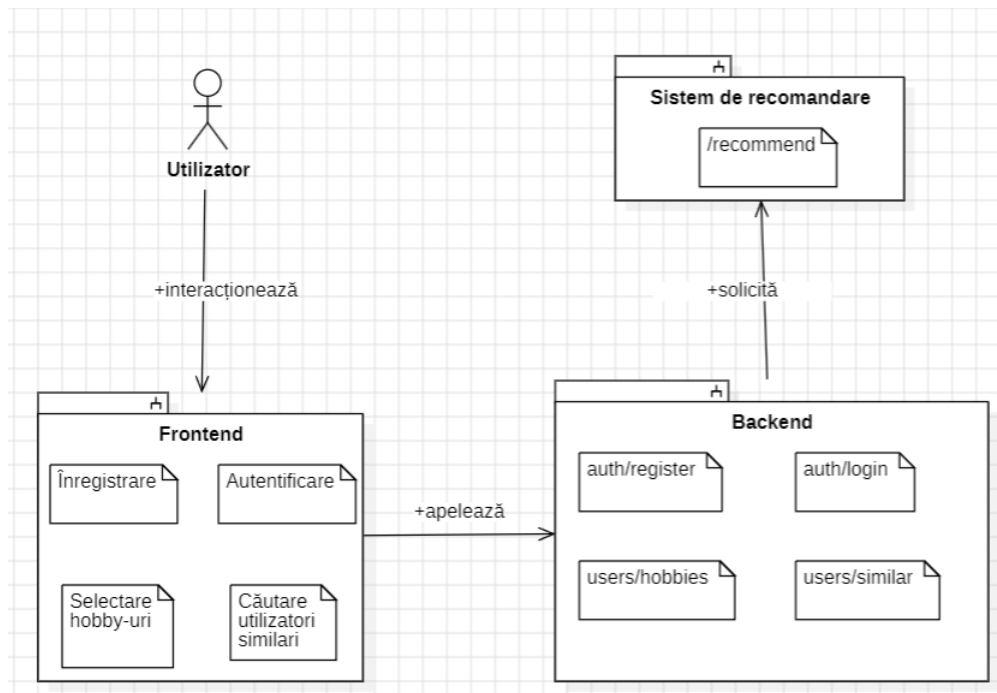 Utilizator
+interacționează
Sistem de recomandare
/recommend
+solicită
Frontend
Înregistrare
Autentificare
Selectare
hobby-uri
Căutare
utilizatori
similari
+apelează
Backend
auth/register
auth/login
users/hobbies
users/similar